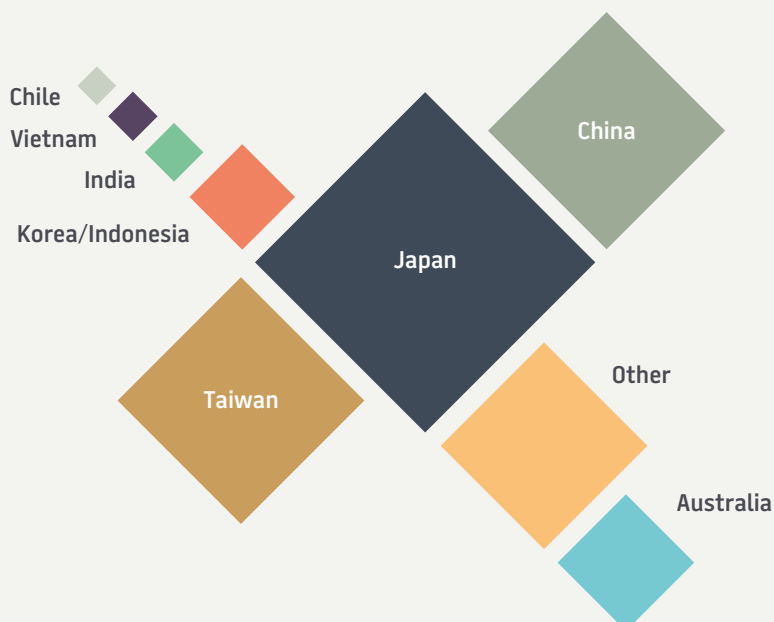 Chile
Vietnam
India
Korea/Indonesia
China
Japan
Taiwan
Other
Australia